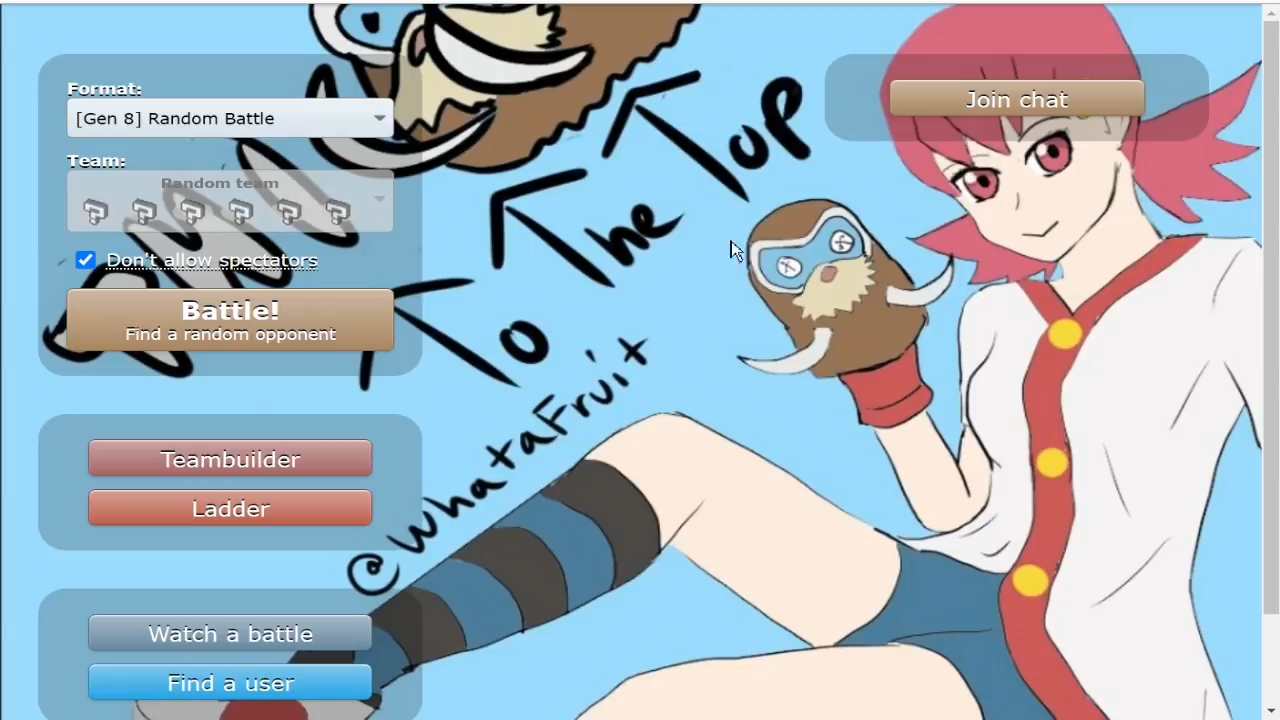 Format:
[Gen 8] Random Battle
Team:
Random team
Don't allow spectators
Battle!
Find a random opponent
Teambuilder
Ladder
Watch a battle
Find a user
To The Top
@WhataFruit
Join chat